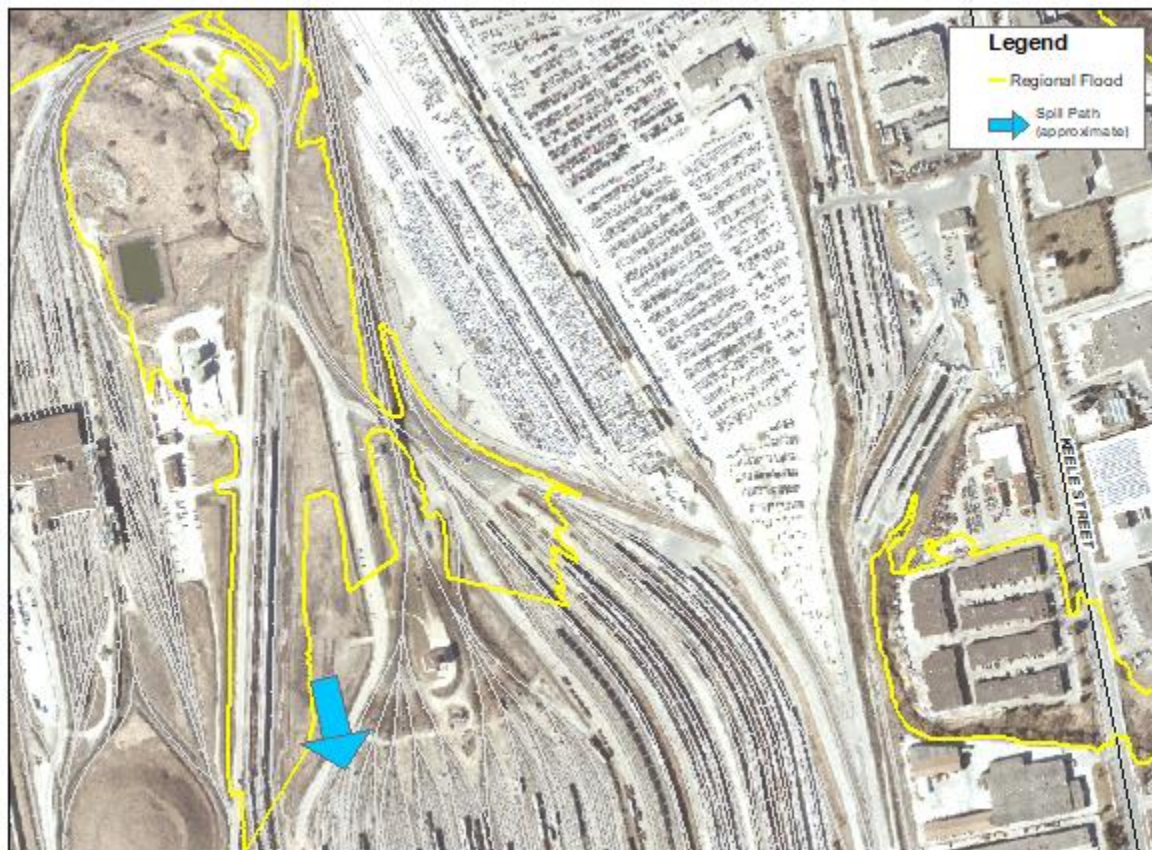 Legend
Regional Flood
Spill Path
(approximate)
KEELE STREET